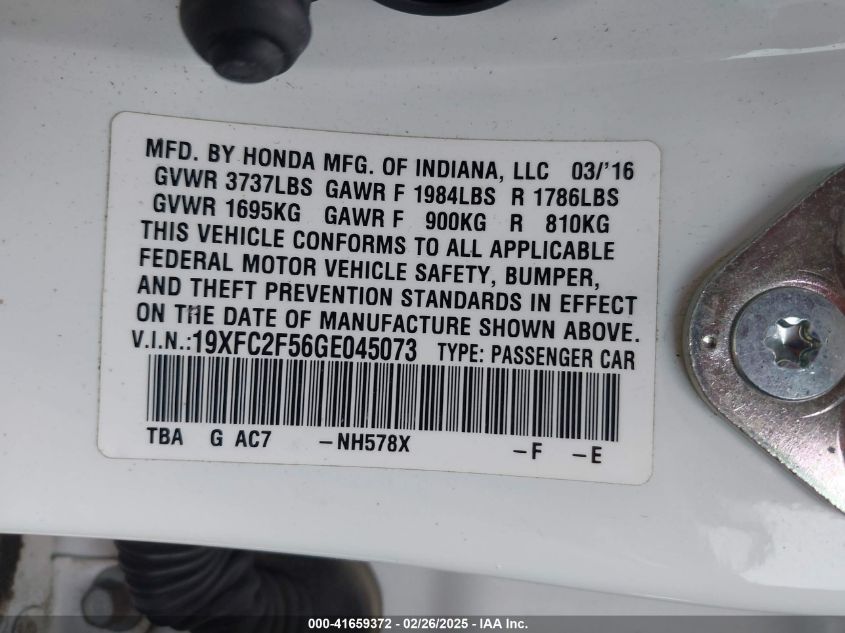 MFD. BY HONDA MFG. OF INDIANA, LLC 03/'16
GVWR 3737LBS GAWR F 1984LBS R 1786LBS
GVWR 1695KG GAWR F 900KG R 810KG
THIS VEHICLE CONFORMS TO ALL APPLICABLE
FEDERAL MOTOR VEHICLE SAFETY, BUMPER,
AND THEFT PREVENTION STANDARDS IN EFFECT
ON THE DATE OF MANUFACTURE SHOWN ABOVE.
V.I.N.:19XFC2F56GE045073 TYPE: PASSENGER CAR
TBA G AC7 -NH578X -F -E
000-41659372 - 02/26/2025 - IAA Inc.